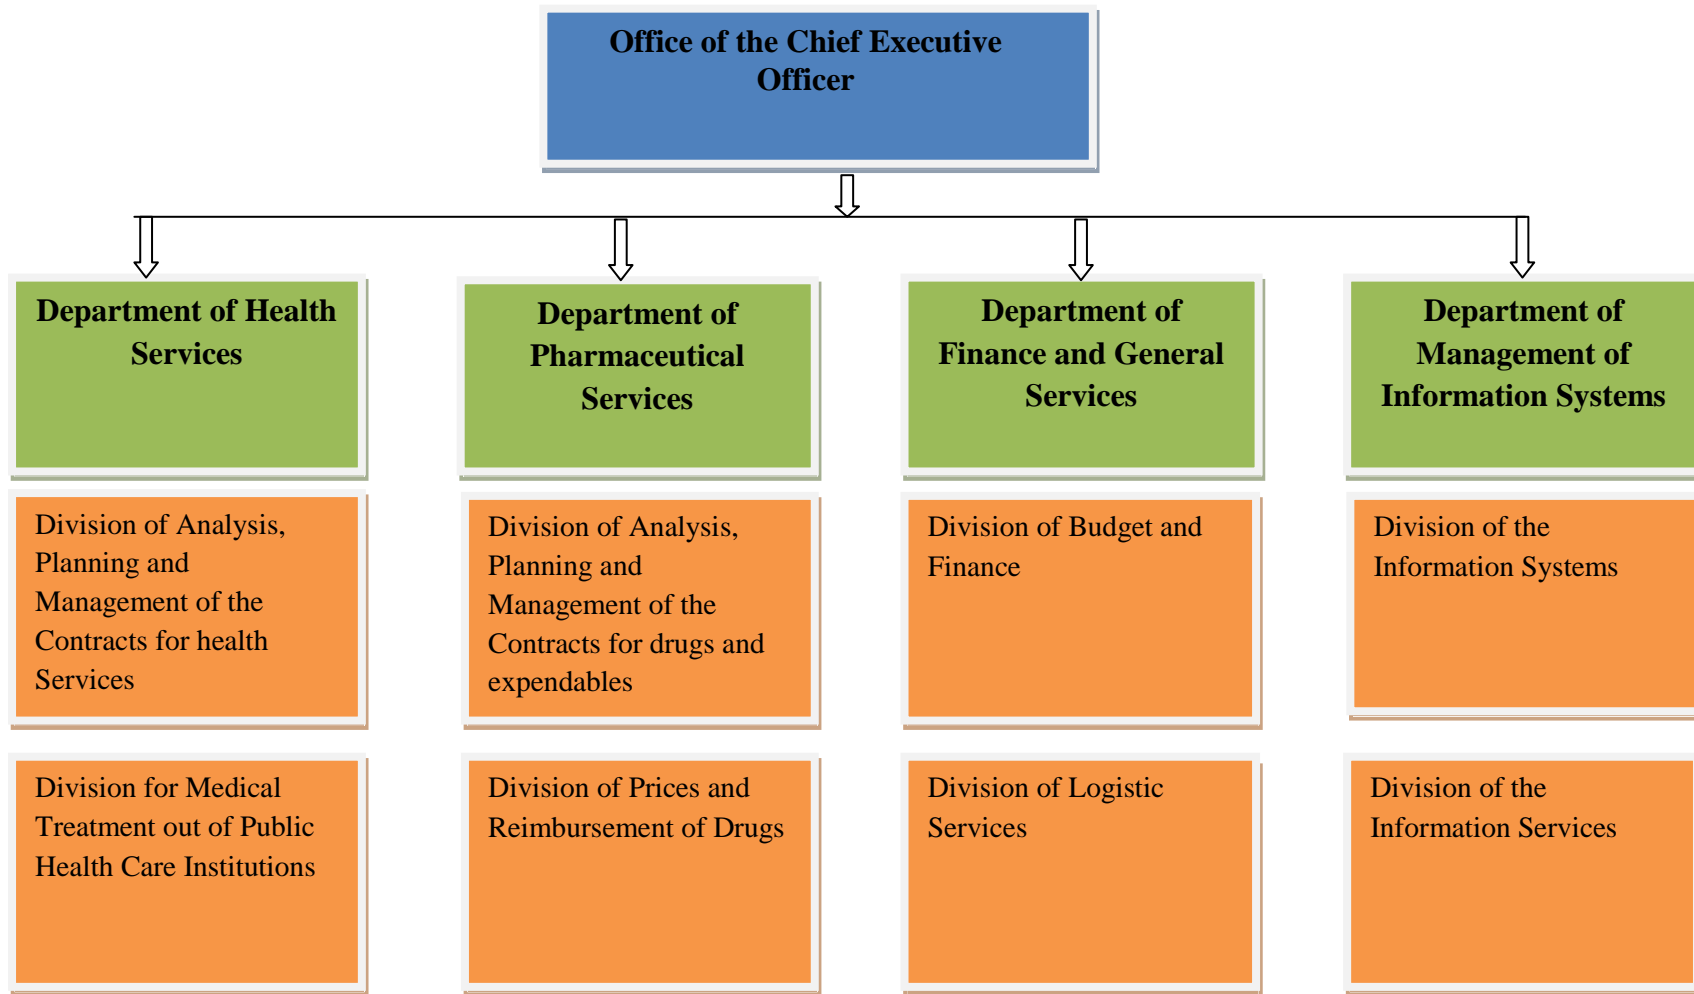 Office of the Chief Executive
Officer
Department of Health
Services
Department of
Pharmaceutical
Services
Department of
Finance and General
Services
Department of
Management of
Information Systems
Division of Analysis,
Planning and
Management of the
Contracts for health
Services
Division of Analysis,
Planning and
Management of the
Contracts for drugs and
expendables
Division of Budget and
Finance
Division of the
Information Systems
Division for Medical
Treatment out of Public
Health Care Institutions
Division of Prices and
Reimbursement of Drugs
Division of Logistic
Services
Division of the
Information Services